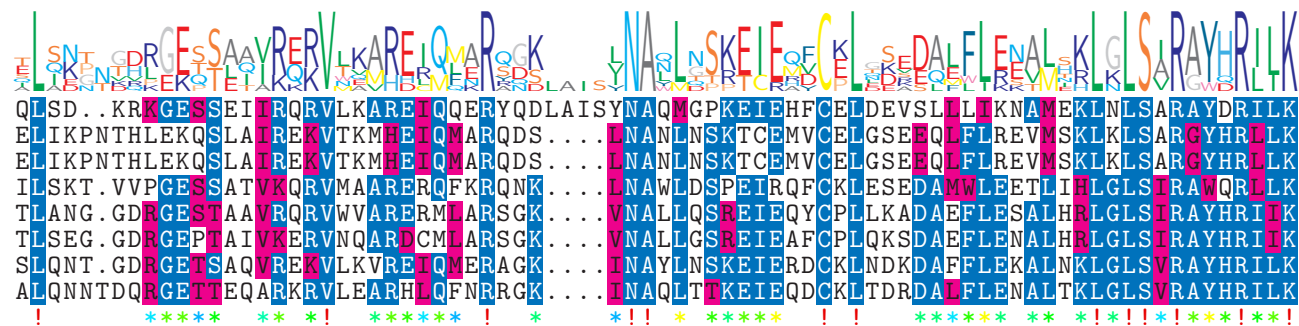 QLSD..KRKGESSEIIRQRVLKAREIQQERYQDLAISYNAQMGPKEIEHFCELDEVSLLLIKNAMEKLNLSARAYDRILK
ELIKPNTHLEKQSLAIREKVTKMHEIQMARQDS....LNANLNSKTCEMVCELGSEEQLFLREVMSKLNLSARGYHRLLK
ELIKPNTHLEKQSLAIREKVTKMHEIQMARQDS....LNANLNSKTCEMVCELGSEEQLFLREVMSKLKLSARGYHRLLK
ILSKT.VVPGESSATVKQRVMAARERQFKRQNK....LNAWLDSPEIRQFCKLESEDAMWLEETLIHLGLSIRAWQRLLK
TLANG.GDRGESTAAVRQRVWVARERMLARSGK....VNALLQSREIEQYCPLLKADAEFLESALHRLGLSIRAYHRIIK
TLSEG.GDRGEPTAIVKERVNQARDCMLARSGK....VNALLGSREIEAFCPLQKSDAEFLENALHRLGLSIRAYHRIIK
SLQNT.GDRGETSAQVREKVLKVREIQMERAGK....INAYLNSKEIERDCKLNDKDAFFLEKALNKLGLSVRAYHRILK
ALQNNTDQRGETTEQARKRVLEARHLQFNRRGK....INAQLTTKEIEQDCKLTDRDALFLENALTKLGLSVRAYHRILK